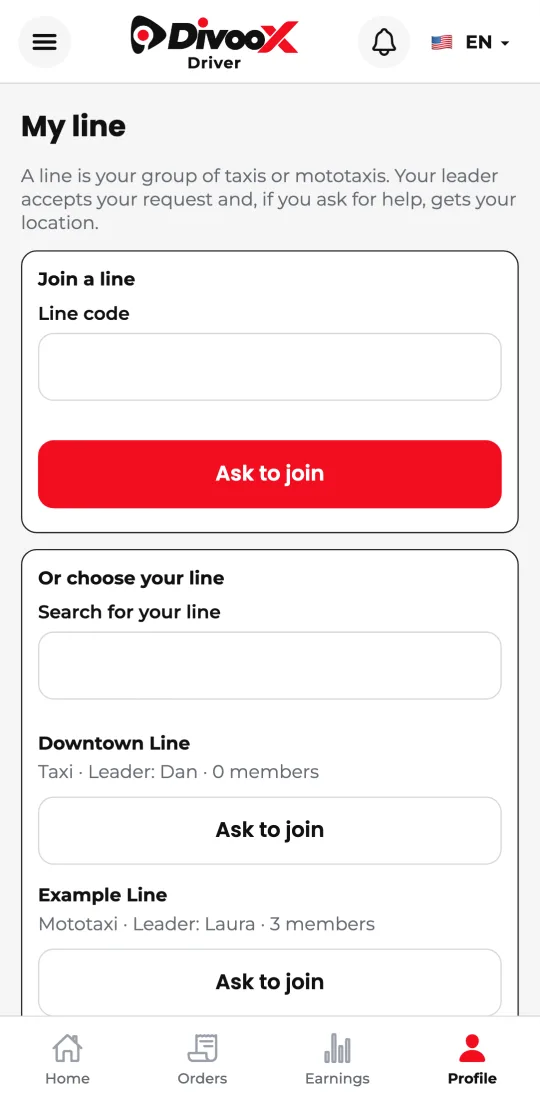 DivooX
Driver
EN
My line
A line is your group of taxis or mototaxis. Your leader
accepts your request and, if you ask for help, gets your
location.
Join a line
Line code
Ask to join
Or choose your line
Search for your line
Downtown Line
Taxi · Leader: Dan · 0 members
Ask to join
Example Line
Mototaxi · Leader: Laura · 3 members
Ask to join
Home
Orders
Earnings
Profile